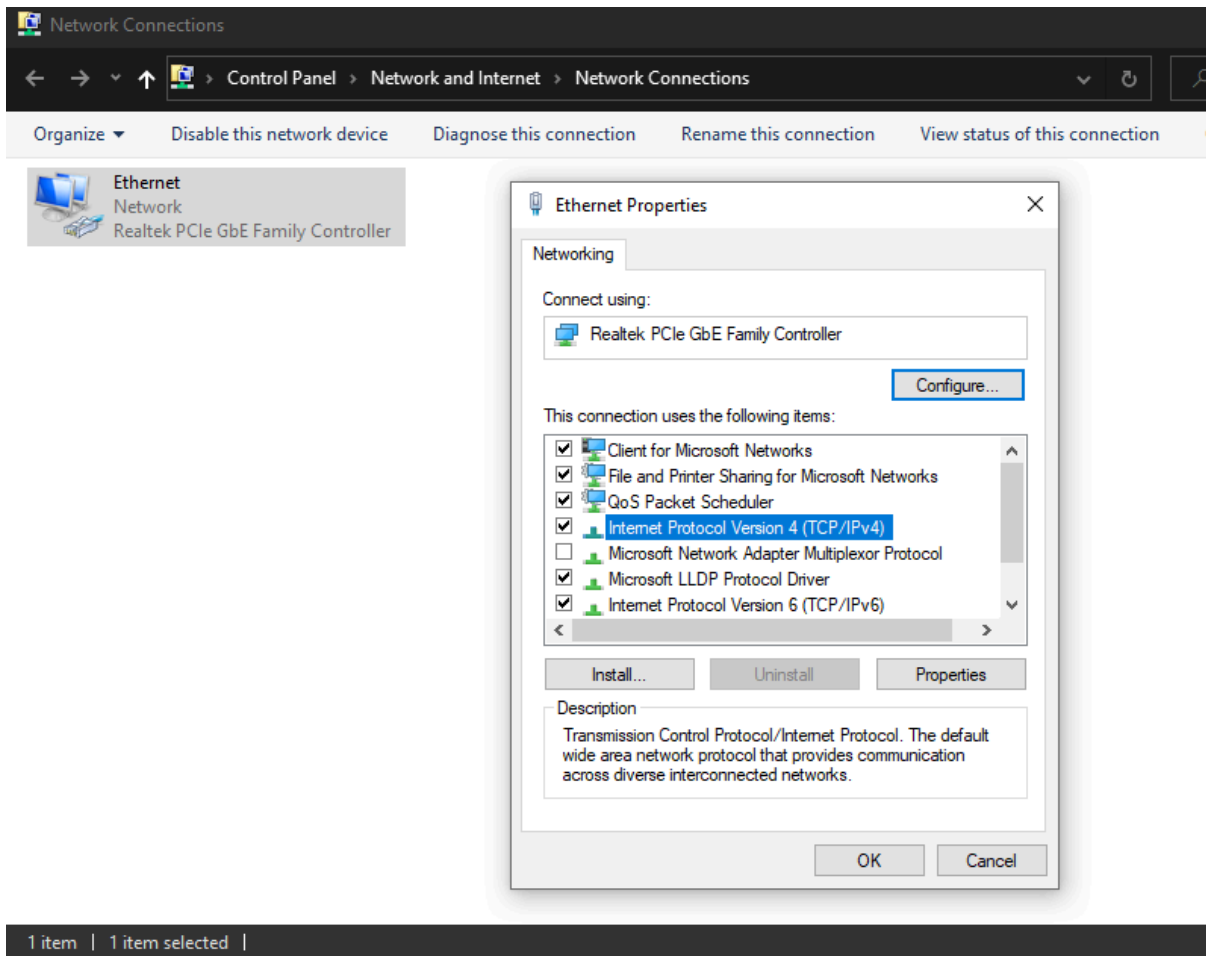 Network Connections
Control Panel > Network and Internet > Network Connections
Organize Disable this network device Diagnose this connection Rename this connection View status of this connection
Ethernet
Network
Realtek PCIe GbE Family Controller
Ethernet Properties
Networking
Connect using:
Realtek PCIe GbE Family Controller
Configure...
This connection uses the following items:
Client for Microsoft Networks
File and Printer Sharing for Microsoft Networks
QoS Packet Scheduler
Internet Protocol Version 4 (TCP/IPv4)
Microsoft Network Adapter Multiplexor Protocol
Microsoft LLDP Protocol Driver
Internet Protocol Version 6 (TCP/IPv6)
Install... Uninstall Properties
Description
Transmission Control Protocol/Internet Protocol. The default
wide area network protocol that provides communication
across diverse interconnected networks.
OK Cancel
1 item | 1 item selected |